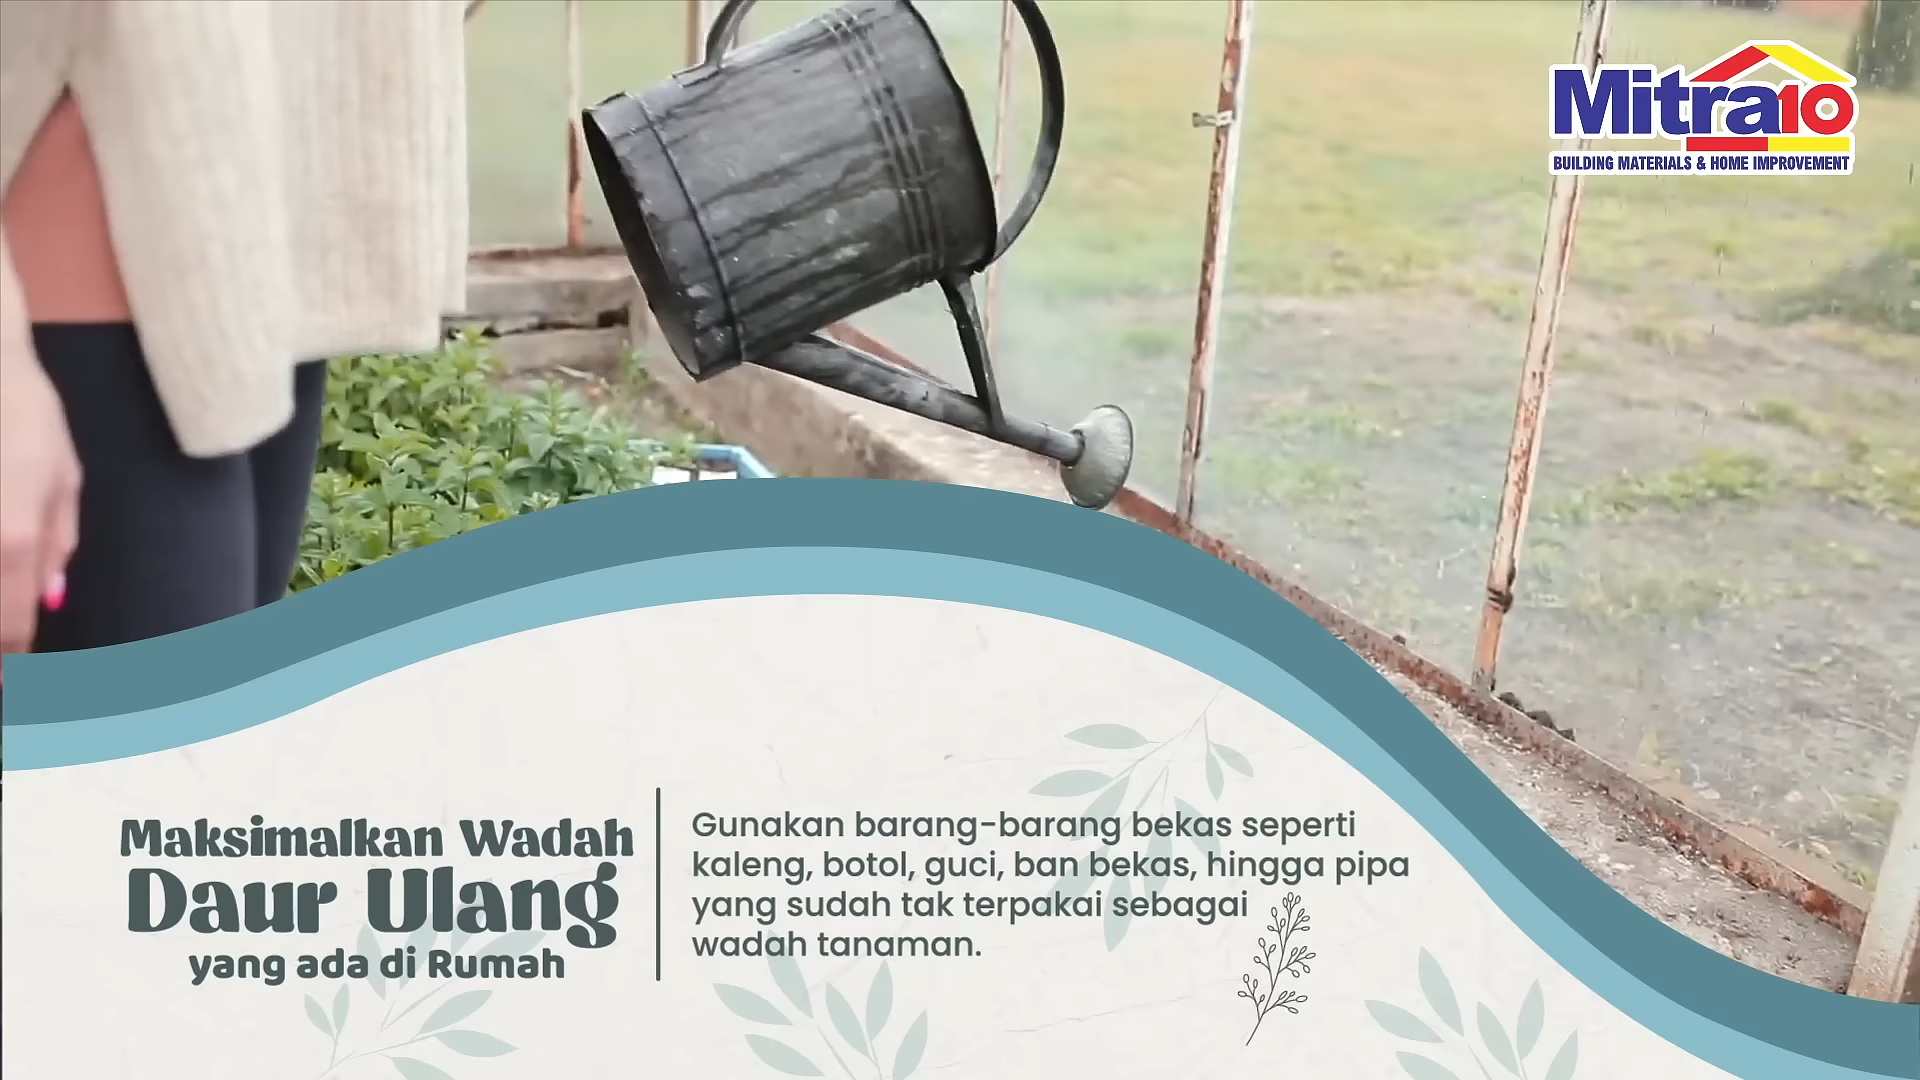 Mitra10
BUILDING MATERIALS & HOME IMPROVEMENT
Maksimalkan Wadah
Daur Ulang
yang ada di Rumah
Gunakan barang-barang bekas seperti
kaleng, botol, guci, ban bekas, hingga pipa
yang sudah tak terpakai sebagai
wadah tanaman.